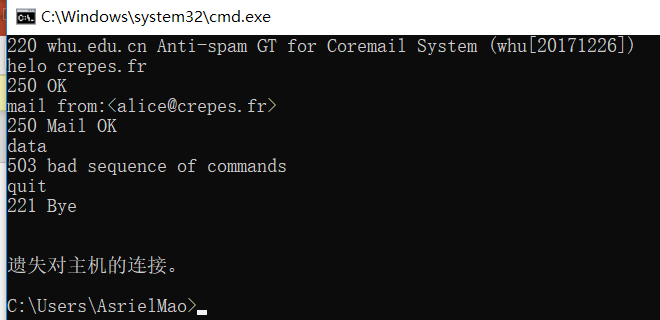 C:\Windows\system32\cmd.exe
220 whu.edu.cn Anti-spam GT for Coremail System (whu[20171226])
helo crepes.fr
250 OK
mail from:<alice@crepes.fr>
250 Mail OK
data
503 bad sequence of commands
quit
221 Bye
遗失对主机的连接。
C:\Users\AsrielMao>